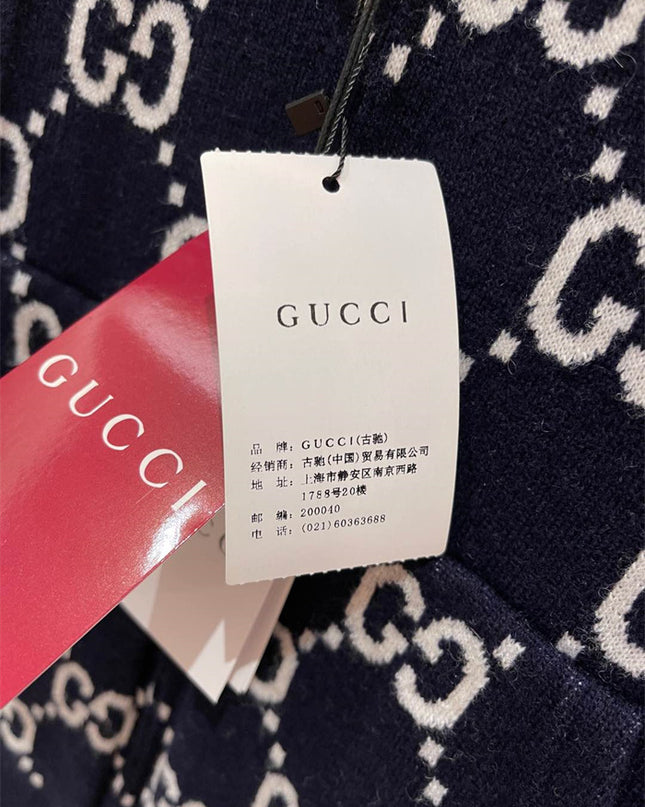 GUCCI
品 牌: GUCCI(古驰)
经销商: 古驰(中国)贸易有限公司
地 址: 上海市静安区南京西路
1788号20楼
邮 编: 200040
电 话: (021)60363688
GUCCI